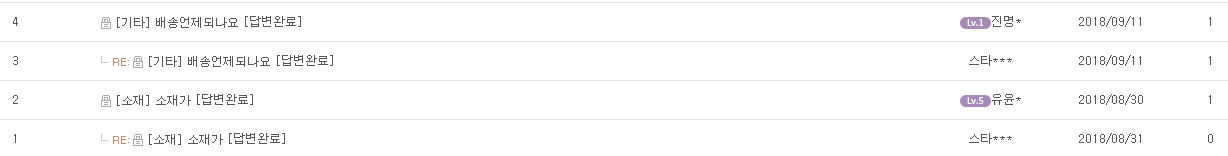 4 [기타] 배송언제되나요 [답변완료] Lv.1 진명* 2018/09/11 1
3 RE: [기타] 배송언제되나요 [답변완료] 스타*** 2018/09/11 1
2 [소재] 소재가 [답변완료] Lv.5 유윤* 2018/08/30 1
1 RE: [소재] 소재가 [답변완료] 스타*** 2018/08/31 0